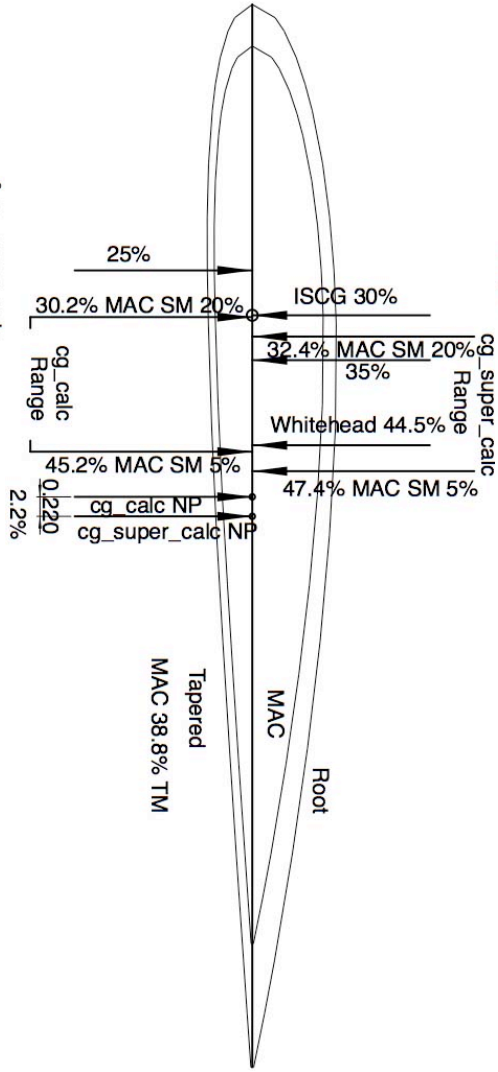 25%
30.2% MAC SM 20%
ISCG 30%
cg_super_calc
Range
32.4% MAC SM 20%
35%
cg_calc
Range
Whitehead 44.5%
45.2% MAC SM 5%
47.4% MAC SM 5%
0.220
2.2%
cg_calc NP
cg_super_calc NP
Tapered
MAC 38.8% TM
MAC
Root